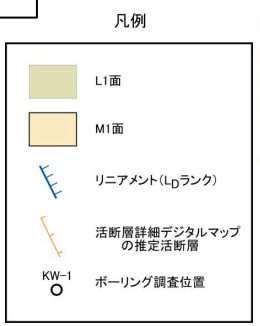 凡例
L1面
M1面
リニアメント(LDランク)
活断層詳細デジタルマップ
の推定活断層
KW-1
ボーリング調査位置